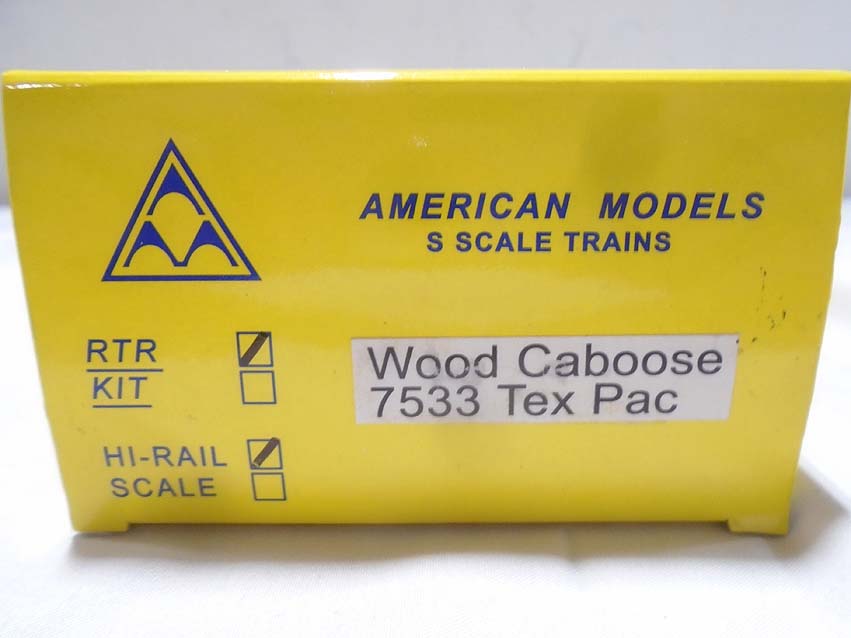 AMERICAN MODELS
S SCALE TRAINS
RTR
KIT
Wood Caboose
7533 Tex Pac
HI-RAIL
SCALE